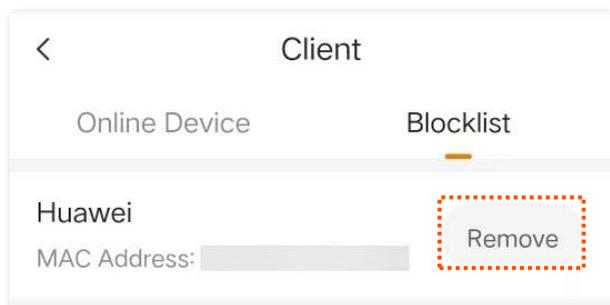 Client
Online Device Blocklist
Huawei
MAC Address:
Remove